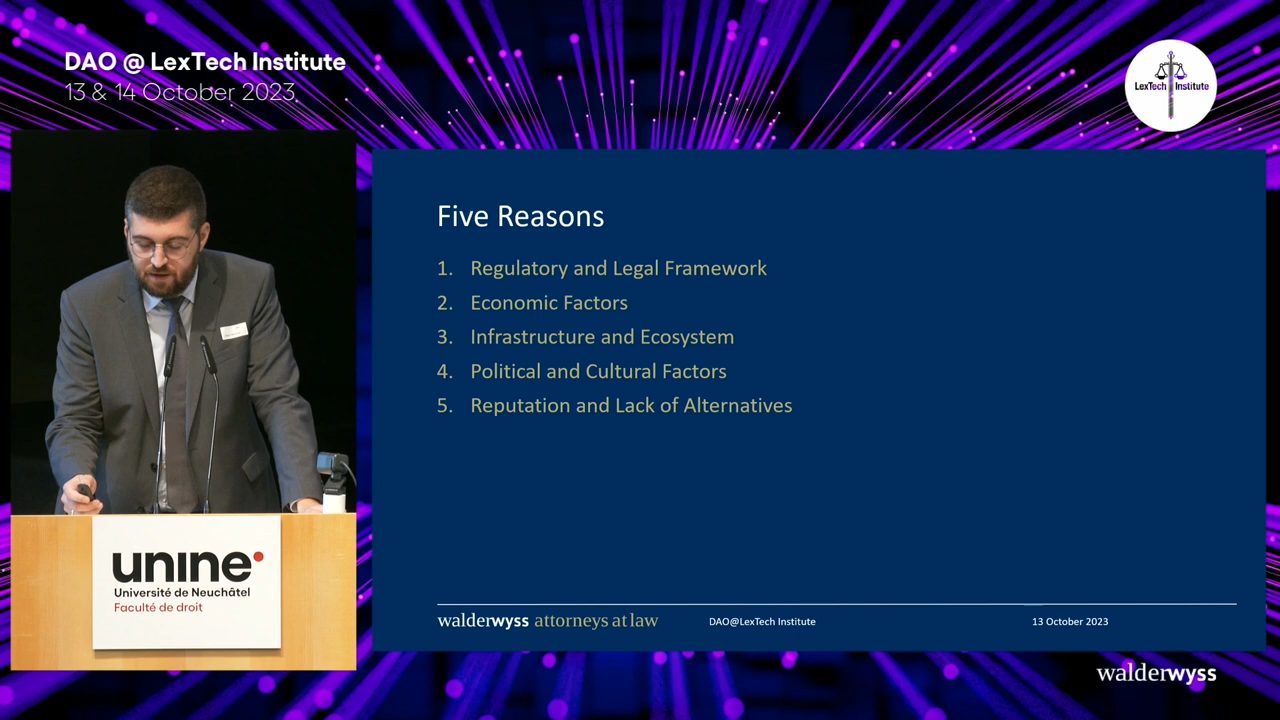 DAO @ LexTech Institute
13 & 14 October 2023
LexTech Institute
Five Reasons
1. Regulatory and Legal Framework
2. Economic Factors
3. Infrastructure and Ecosystem
4. Political and Cultural Factors
5. Reputation and Lack of Alternatives
walderwyss attorneys at law DAO@LexTech Institute 13 October 2023
unine
Université de Neuchâtel
Faculté de droit
walderwyss